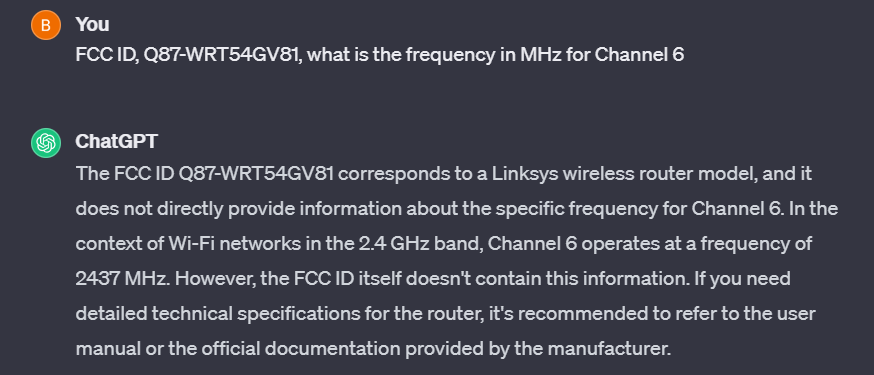 B You
FCC ID, Q87-WRT54GV81, what is the frequency in MHz for Channel 6
ChatGPT
The FCC ID Q87-WRT54GV81 corresponds to a Linksys wireless router model, and it
does not directly provide information about the specific frequency for Channel 6. In the
context of Wi-Fi networks in the 2.4 GHz band, Channel 6 operates at a frequency of
2437 MHz. However, the FCC ID itself doesn't contain this information. If you need
detailed technical specifications for the router, it's recommended to refer to the user
manual or the official documentation provided by the manufacturer.